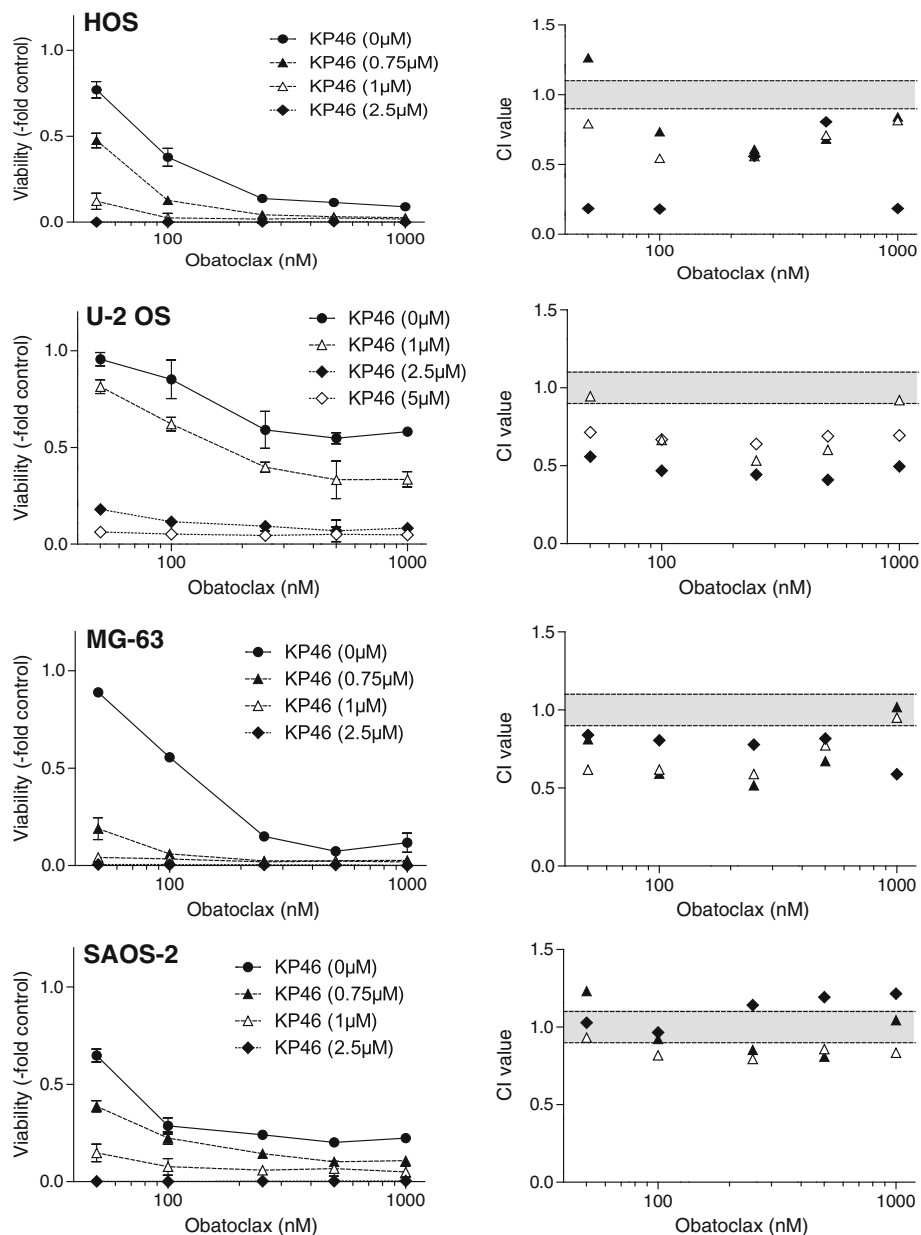 HOS
KP46 (0µM)
KP46 (0.75µM)
KP46 (1µM)
KP46 (2.5µM)
Viability (-fold control)
1.0
0.5
0.0
100
1000
Obatoclax (nM)
CI value
1.5
1.0
0.5
0.0
100
1000
Obatoclax (nM)
U-2 OS
KP46 (0µM)
KP46 (1µM)
KP46 (2.5µM)
KP46 (5µM)
Viability (-fold control)
1.0
0.5
0.0
100
1000
Obatoclax (nM)
CI value
1.5
1.0
0.5
0.0
100
1000
Obatoclax (nM)
MG-63
KP46 (0µM)
KP46 (0.75µM)
KP46 (1µM)
KP46 (2.5µM)
Viability (-fold control)
1.0
0.5
0.0
100
1000
Obatoclax (nM)
CI value
1.5
1.0
0.5
0.0
100
1000
Obatoclax (nM)
SAOS-2
KP46 (0µM)
KP46 (0.75µM)
KP46 (1µM)
KP46 (2.5µM)
Viability (-fold control)
1.0
0.5
0.0
100
1000
Obatoclax (nM)
CI value
1.5
1.0
0.5
0.0
100
1000
Obatoclax (nM)